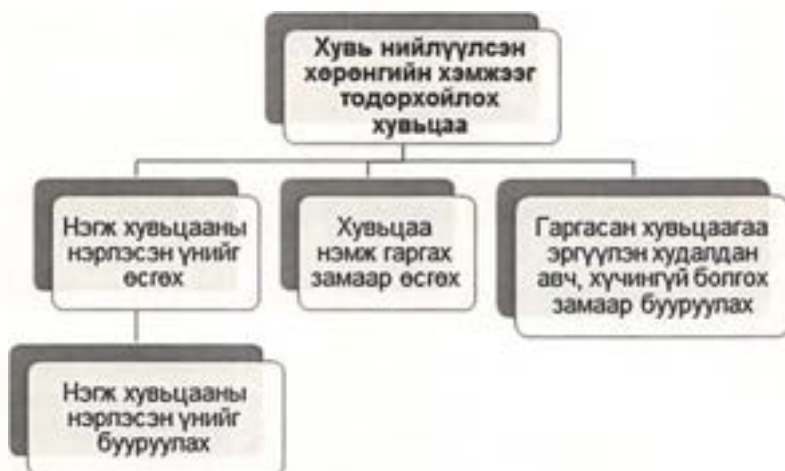 Хувь нийлүүлсэн
хөрөнгийн хэмжээг
тодорхойлох
хувьцаа
Нэгж хувьцааны
нэрлэсэн үнийг
өсгөх
Хувьцаа
нэмж гаргах
замаар өсгөх
Гаргасан хувьцаагаа
эргүүлэн худалдан
авч, хүчингүй болгох
замаар бууруулах
Нэгж хувьцааны
нэрлэсэн үнийг
бууруулах